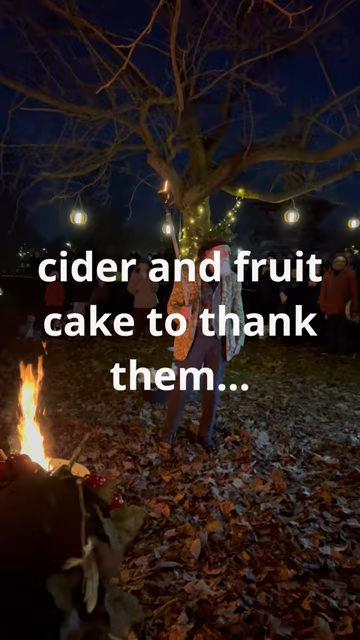 cider and fruit
cake to thank
them...